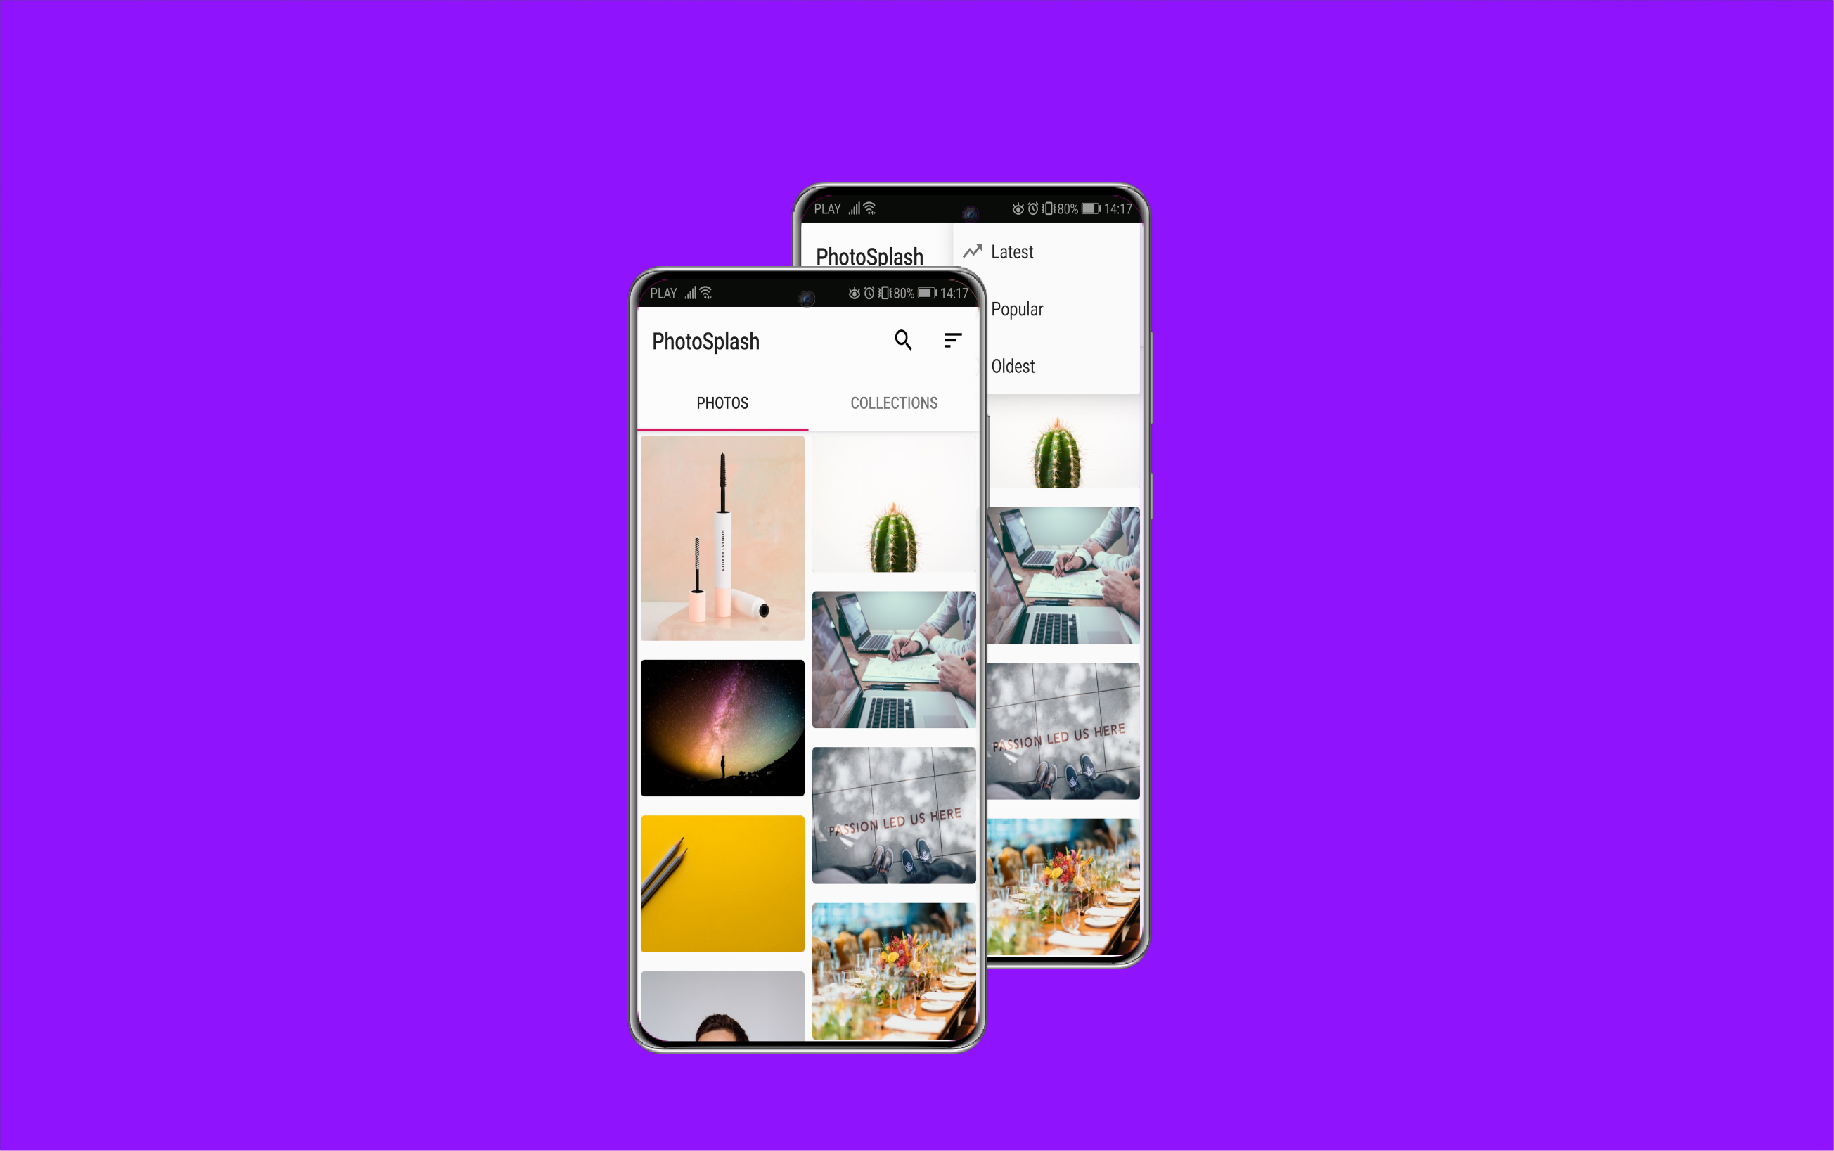 PLAY 80% 14:17
PhotoSplash
Latest
Popular
Oldest
PASSION LED US HERE
PLAY 80% 14:17
PhotoSplash
PHOTOS COLLECTIONS
PASSION LED US HERE